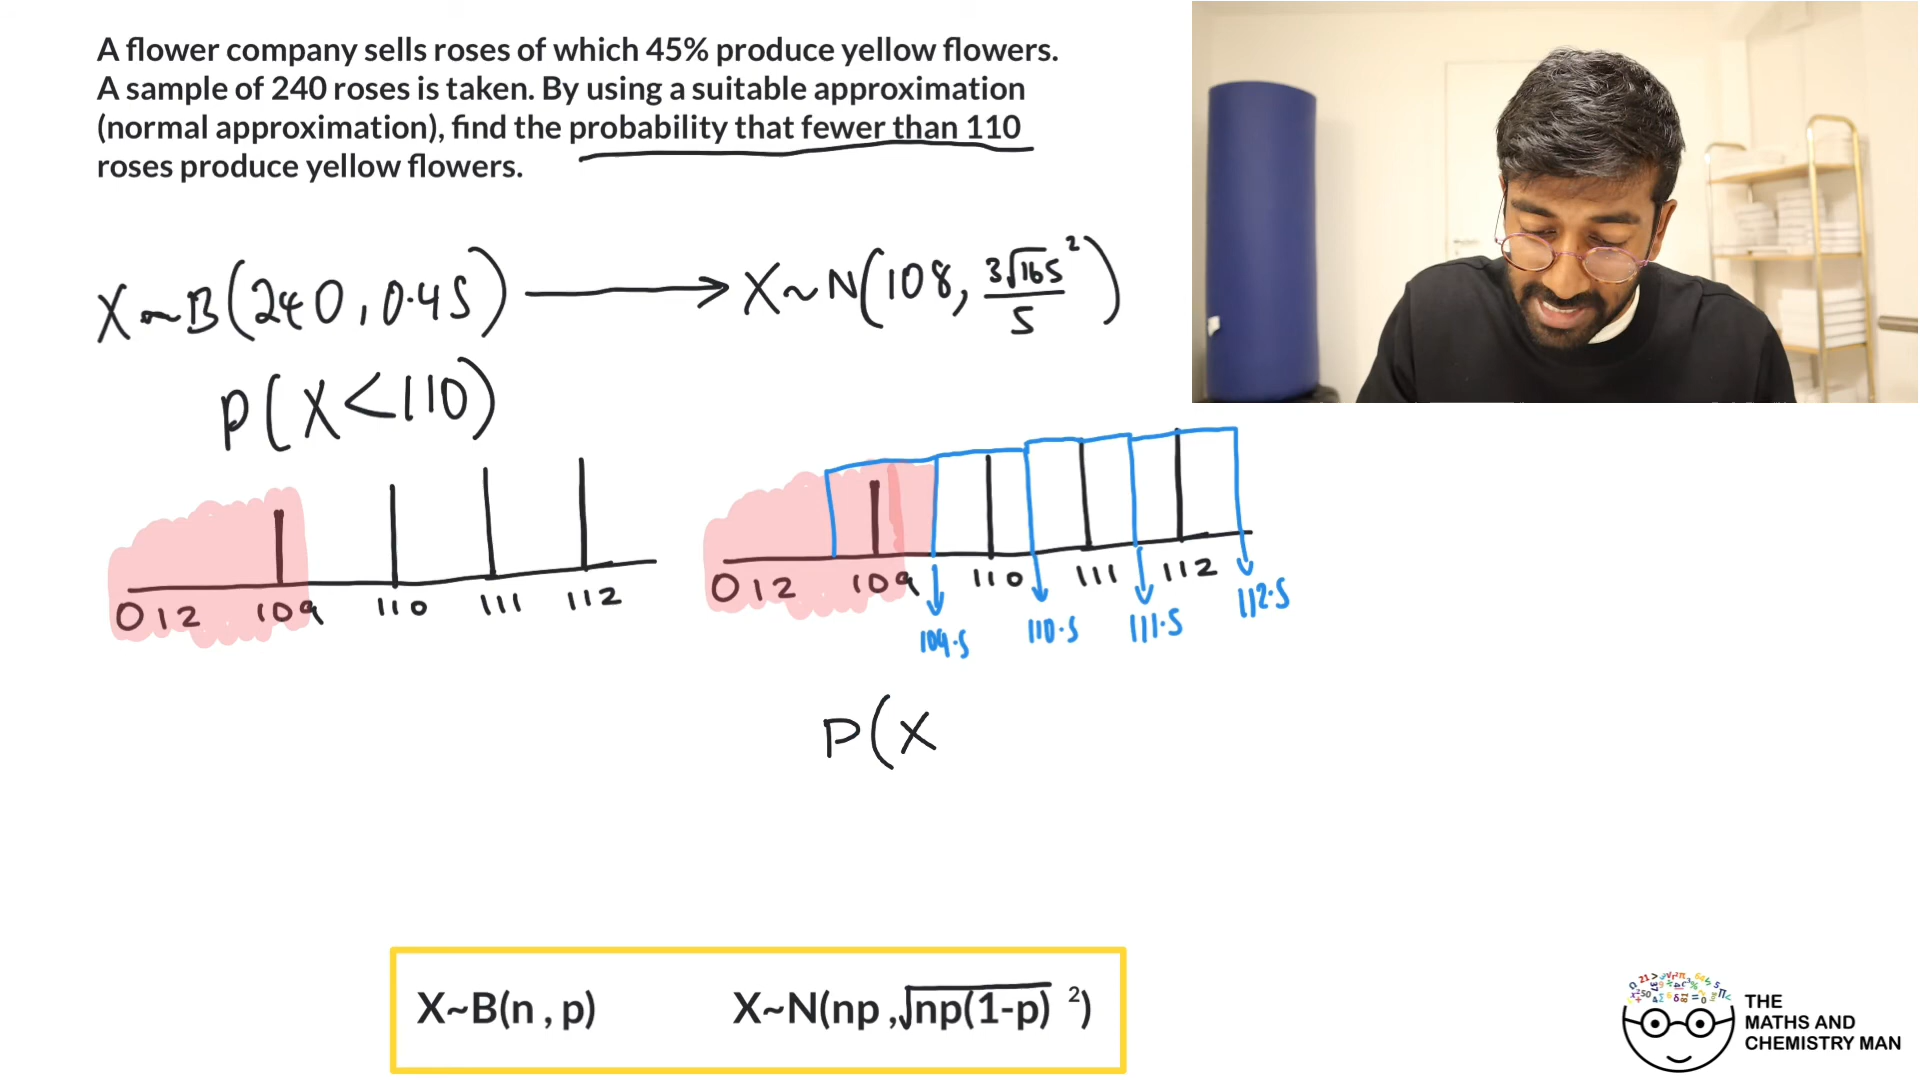 A flower company sells roses of which 45% produce yellow flowers.
A sample of 240 roses is taken. By using a suitable approximation
(normal approximation), find the probability that fewer than 110
roses produce yellow flowers.
X~B(240, 0.45) → X~N(108, 3√165/5 ²)
P(X<110)
0 1 2 109 110 111 112
0 1 2 109 110 111 112
109.5 110.5 111.5 112.5
P(X
X~B(n , p) X~N(np ,√np(1-p) ²)
THE
MATHS AND
CHEMISTRY MAN